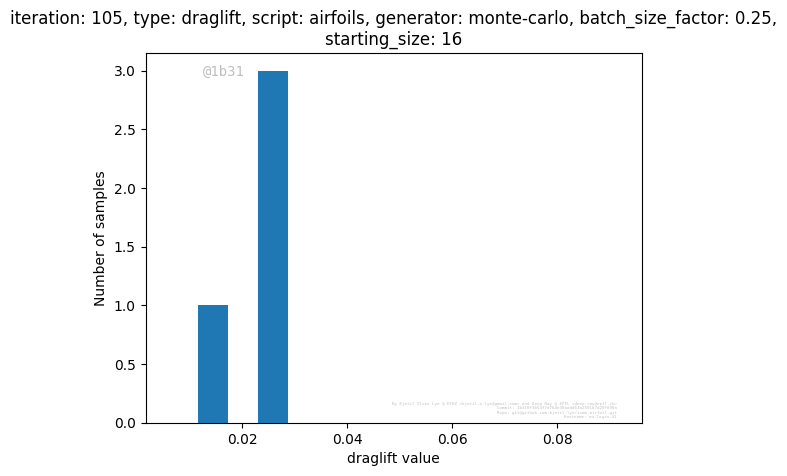 iteration: 105, type: draglift, script: airfoils, generator: monte-carlo, batch_size_factor: 0.25,
starting_size: 16
@1b31
3.0
2.5
2.0
1.5
1.0
0.5
0.0
Number of samples
0.02 0.04 0.06 0.08
draglift value